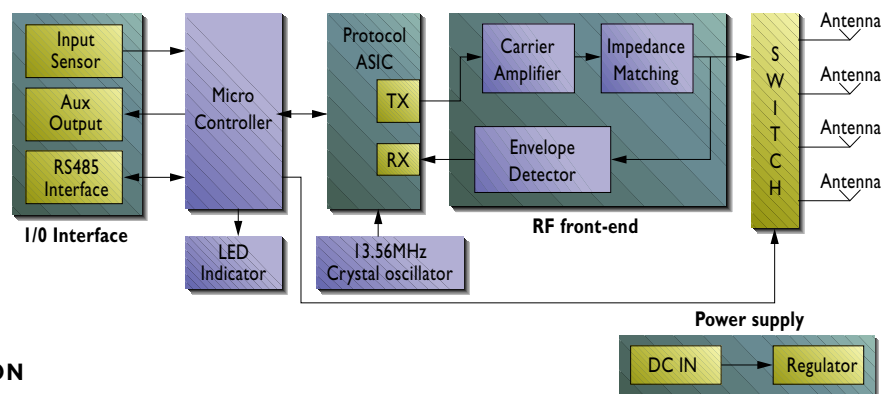 Input
Sensor
Aux
Output
RS485
Interface
I/0 Interface
Micro
Controller
LED
Indicator
Protocol
ASIC
TX
RX
13.56MHz
Crystal oscillator
Carrier
Amplifier
Impedance
Matching
Envelope
Detector
RF front-end
S
W
I
T
C
H
Antenna
Antenna
Antenna
Antenna
Power supply
DC IN
Regulator
ON